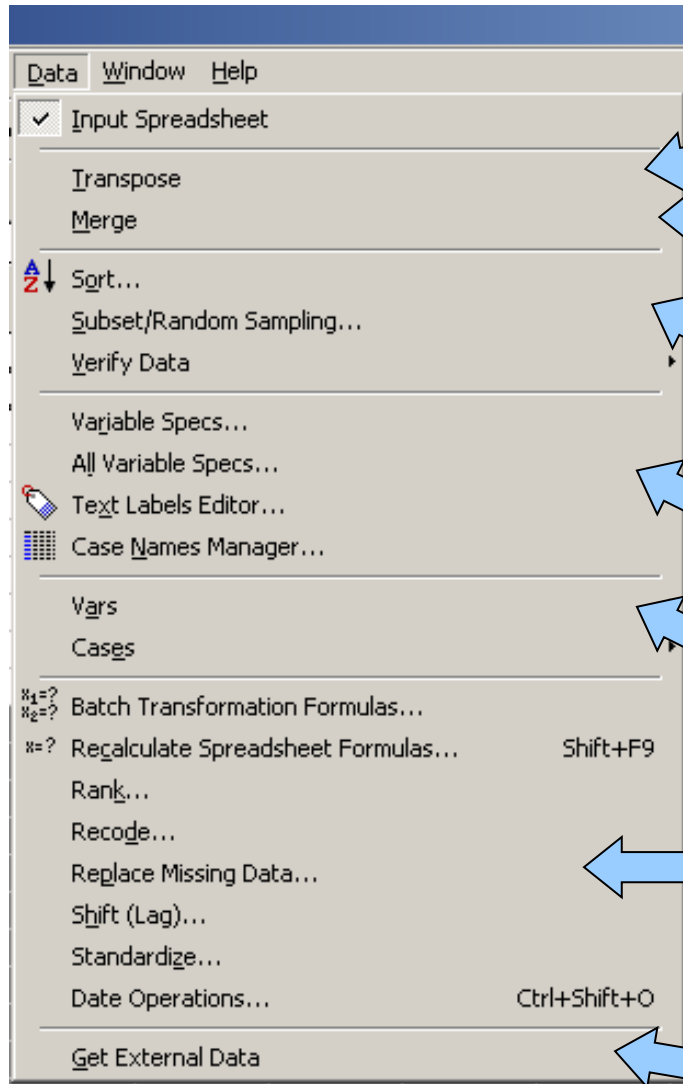 Data Window Help
Input Spreadsheet
Transpose
Merge
A Z Sort...
Subset/Random Sampling...
Verify Data
Variable Specs...
All Variable Specs...
Text Labels Editor...
Case Names Manager...
Vars
Cases
x1=? x2=? Batch Transformation Formulas...
x=? Recalculate Spreadsheet Formulas... Shift+F9
Rank...
Recode...
Replace Missing Data...
Shift (Lag)...
Standardize...
Date Operations... Ctrl+Shift+O
Get External Data